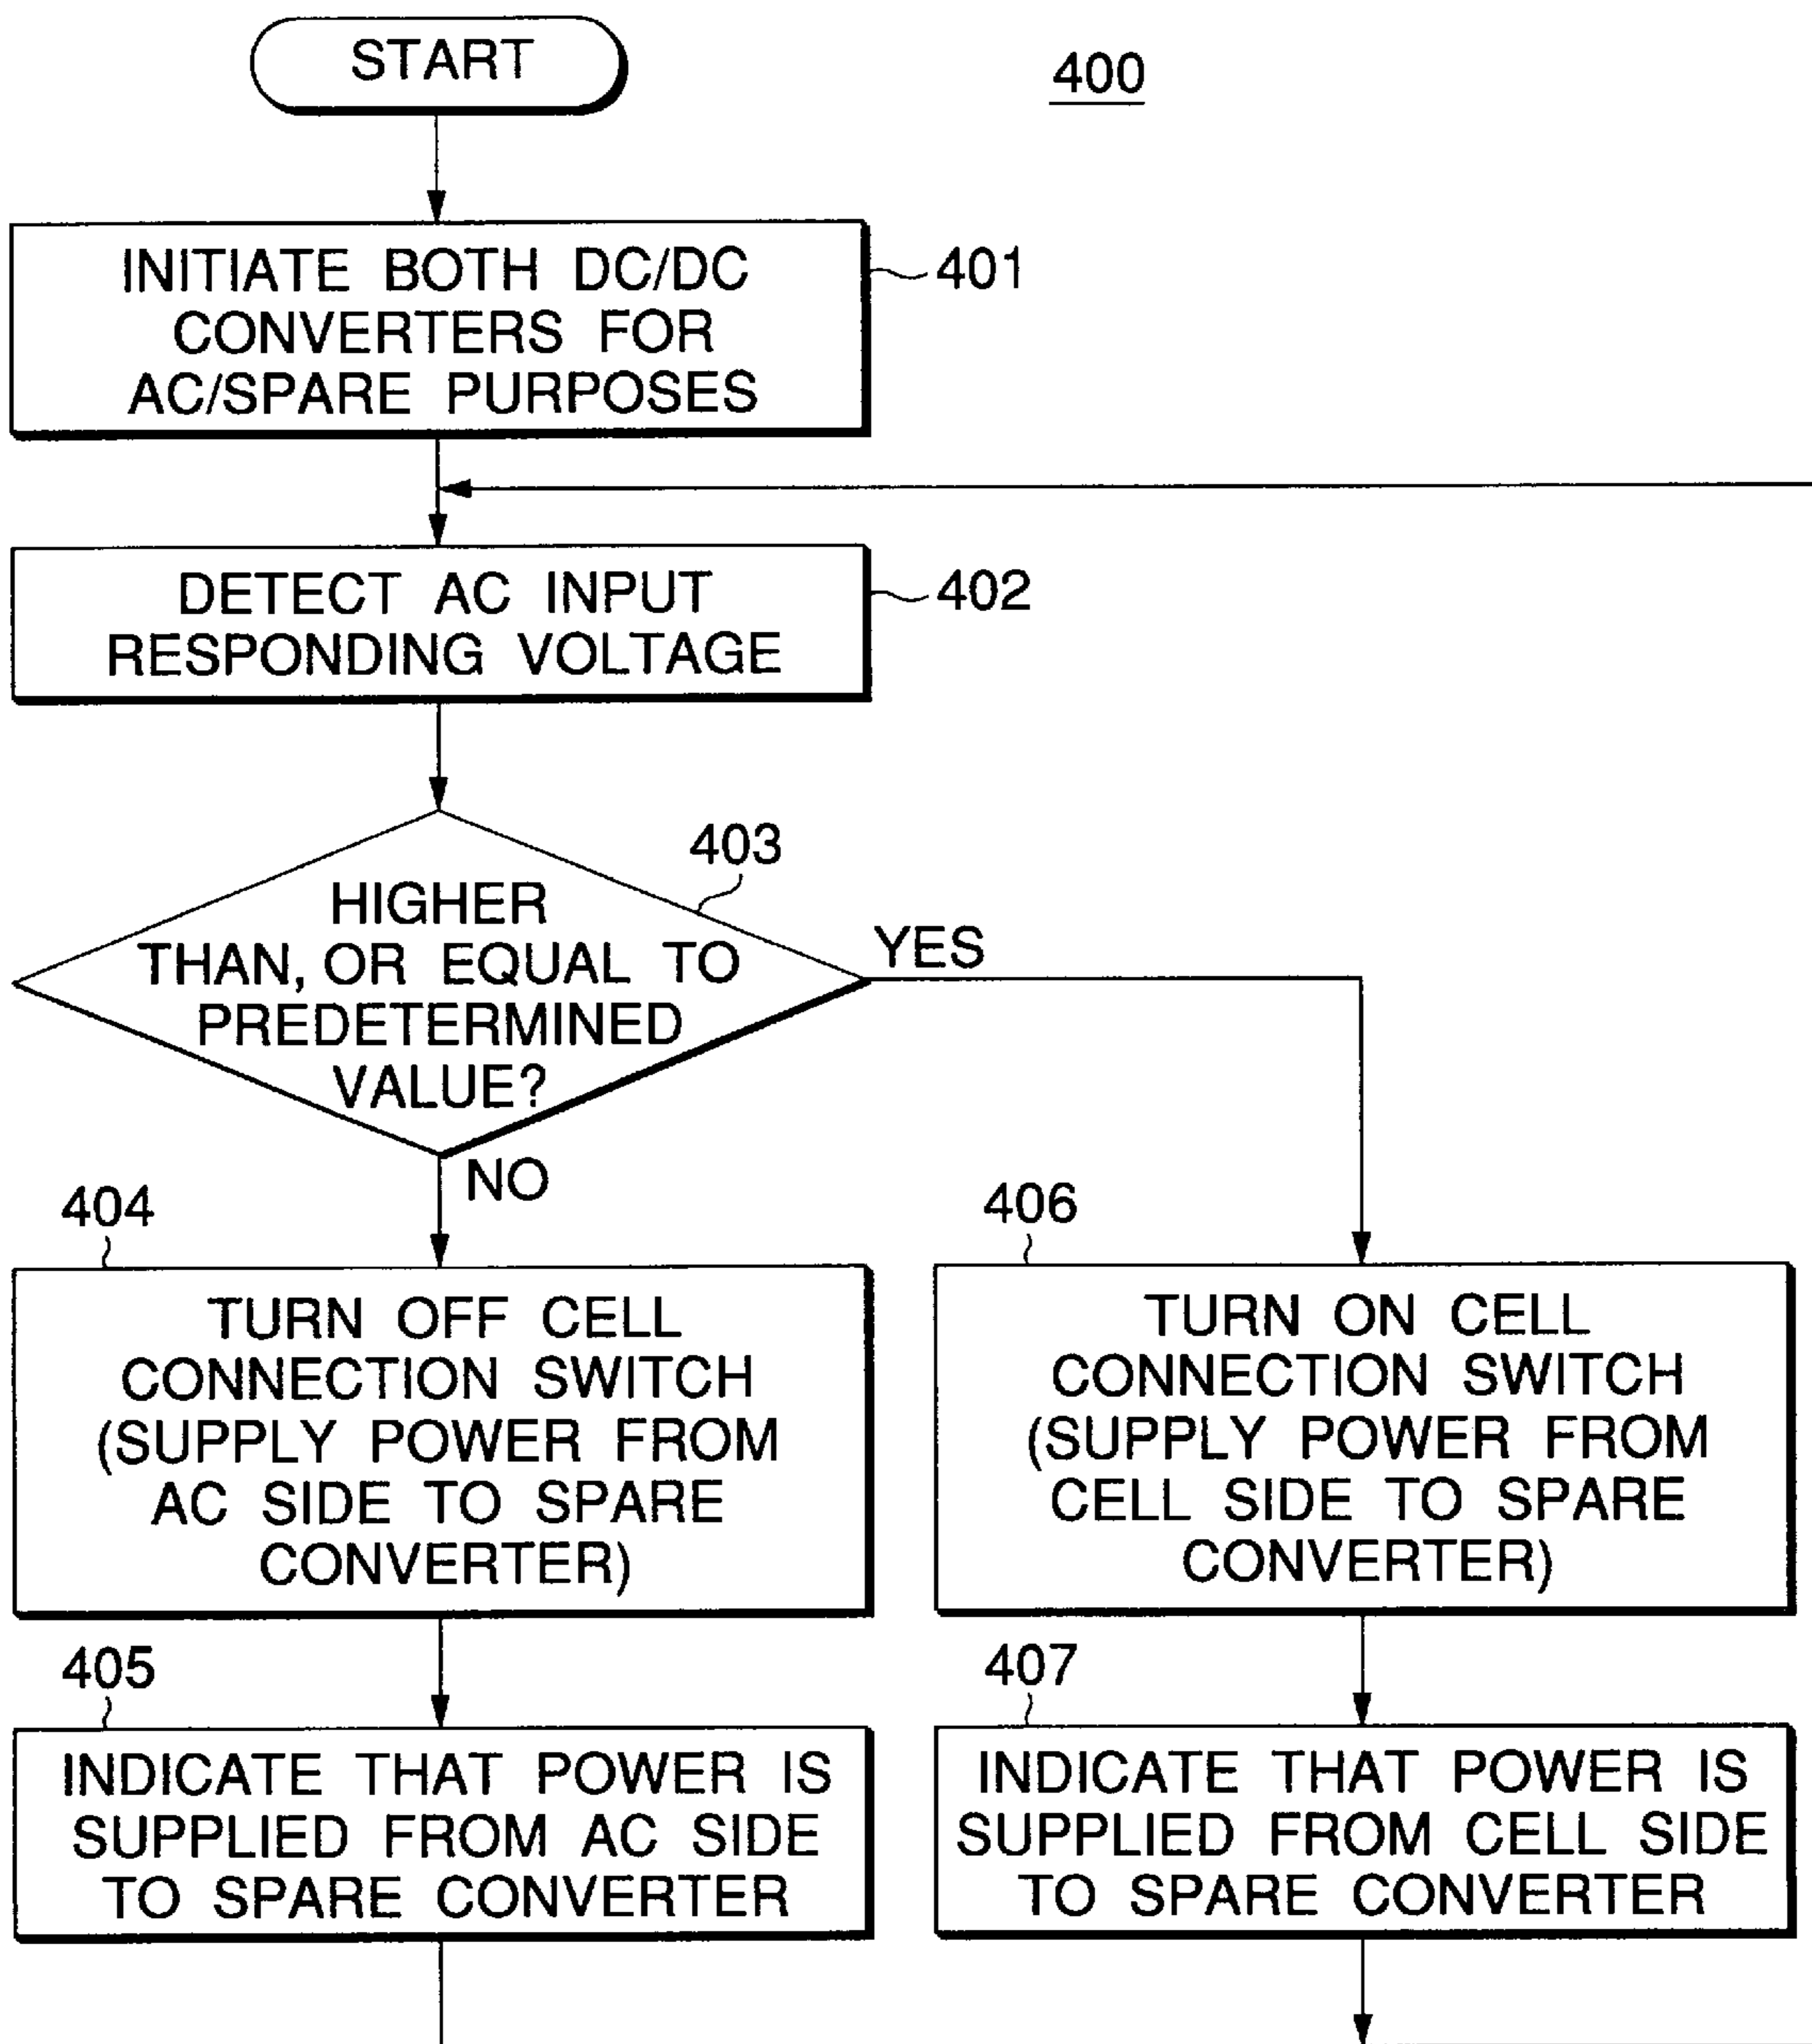 START
400
INITIATE BOTH DC/DC
CONVERTERS FOR
AC/SPARE PURPOSES
401
DETECT AC INPUT
RESPONDING VOLTAGE
402
403
HIGHER
THAN, OR EQUAL TO
PREDETERMINED
VALUE?
YES
NO
404
TURN OFF CELL
CONNECTION SWITCH
(SUPPLY POWER FROM
AC SIDE TO SPARE
CONVERTER)
406
TURN ON CELL
CONNECTION SWITCH
(SUPPLY POWER FROM
CELL SIDE TO SPARE
CONVERTER)
405
INDICATE THAT POWER IS
SUPPLIED FROM AC SIDE
TO SPARE CONVERTER
407
INDICATE THAT POWER IS
SUPPLIED FROM CELL SIDE
TO SPARE CONVERTER